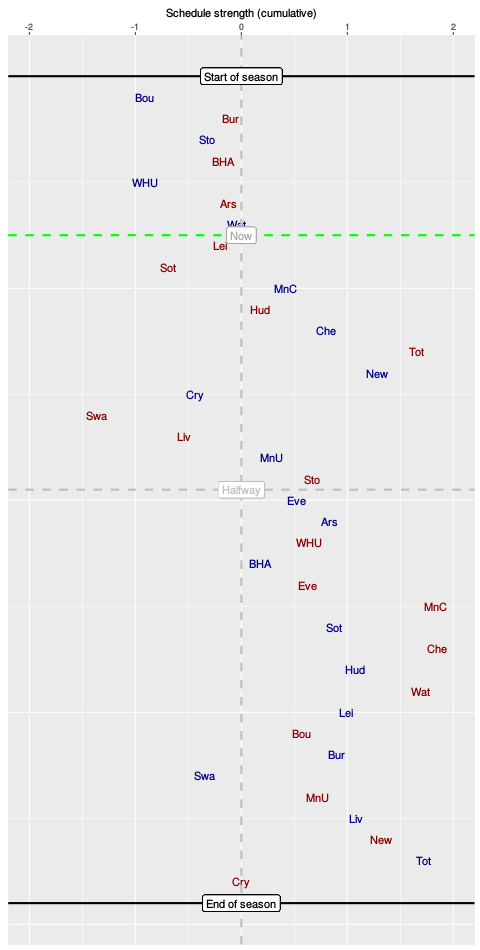 Schedule strength (cumulative)
-2 -1 0 1 2
Start of season
Bou
Bur
Sto
BHA
WHU
Ars
Wat
Now
Lei
Sot
MnC
Hud
Che
Tot
New
Cry
Swa
Liv
MnU
Sto
Halfway
Eve
Ars
WHU
BHA
Eve
MnC
Sot
Che
Hud
Wat
Lei
Bou
Bur
Swa
MnU
Liv
New
Tot
Cry
End of season